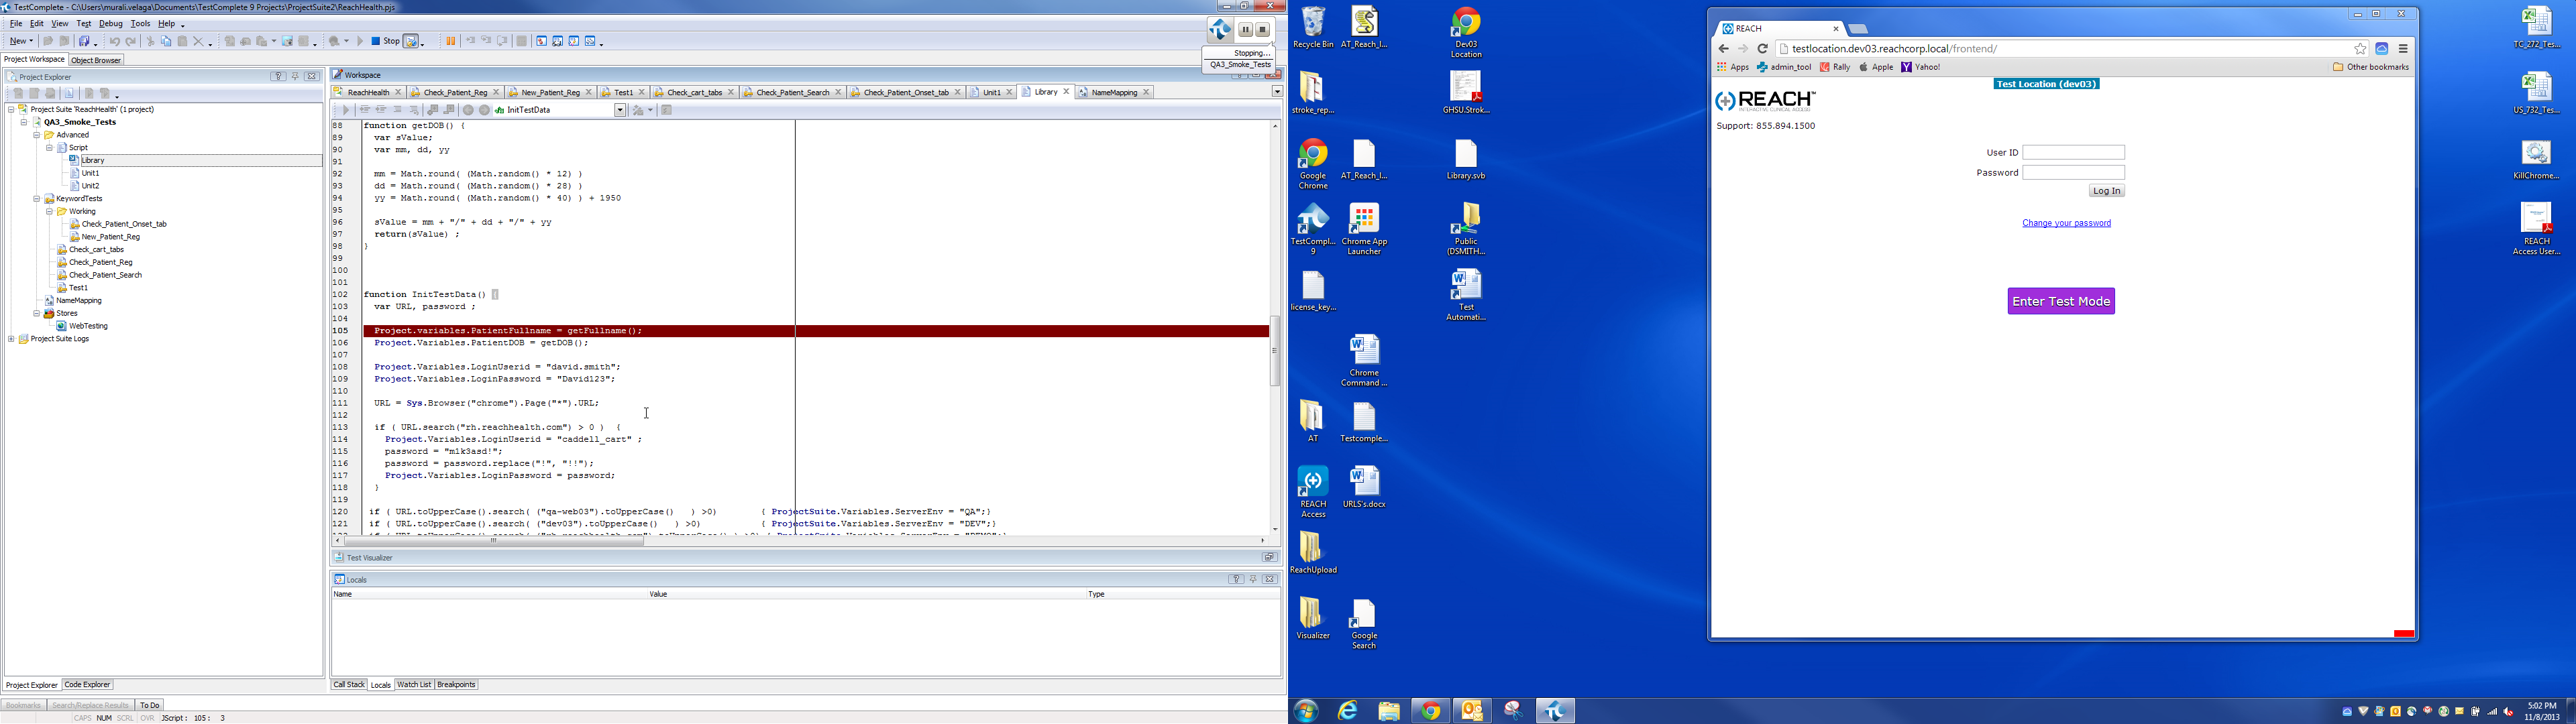 TestComplete - C:\Users\murali.velaga\Documents\TestComplete 9 Projects\ProjectSuite2\ReachHealth.pjs
File Edit View Test Debug Tools Help
New
Stop
Stopping...
QA3_Smoke_Tests
Project Workspace Object Browser
Project Explorer
Project Suite 'ReachHealth' (1 project)
QA3_Smoke_Tests
Advanced
Script
Library
Unit1
Unit2
KeywordTests
Working
Check_Patient_Onset_tab
New_Patient_Reg
Check_cart_tabs
Check_Patient_Reg
Check_Patient_Search
Test1
NameMapping
Stores
WebTesting
Project Suite Logs
Project Explorer Code Explorer
Workspace
ReachHealth Check_Patient_Reg New_Patient_Reg Test1 Check_cart_tabs Check_Patient_Search Check_Patient_Onset_tab Unit1 Library NameMapping
InitTestData
88 function getDOB() {
89 var sValue;
90 var mm, dd, yy
91
92 mm = Math.round( (Math.random() * 12) )
93 dd = Math.round( (Math.random() * 28) )
94 yy = Math.round( (Math.random() * 40) ) + 1950
95
96 sValue = mm + "/" + dd + "/" + yy
97 return(sValue) ;
98 }
99
100
101
102 function InitTestData() {
103 var URL, password ;
104
105 Project.variables.PatientFullname = getFullname();
106 Project.Variables.PatientDOB = getDOB();
107
108 Project.Variables.LoginUserid = "david.smith";
109 Project.Variables.LoginPassword = "David123";
110
111 URL = Sys.Browser("chrome").Page("*").URL;
112
113 if ( URL.search("rh.reachhealth.com") > 0 ) {
114 Project.Variables.LoginUserid = "caddell_cart" ;
115 password = "m1k3asd!";
116 password = password.replace("!", "!!");
117 Project.Variables.LoginPassword = password;
118 }
119
120 if ( URL.toUpperCase().search( ("qa-web03").toUpperCase() ) >0) { ProjectSuite.Variables.ServerEnv = "QA";}
121 if ( URL.toUpperCase().search( ("dev03").toUpperCase() ) >0) { ProjectSuite.Variables.ServerEnv = "DEV";}
Test Visualizer
Locals
Name Value Type
Call Stack Locals Watch List Breakpoints
Bookmarks Search/Replace Results To Do
CAPS NUM SCRL OVR JScript : 105 : 3
Recycle Bin
AT_Reach_I...
Dev03 Location
stroke_rep...
GHSU.Strok...
Google Chrome
AT_Reach_I...
Library.svb
TestCompl... 9
Chrome App Launcher
Public (DSMITH...
license_key...
Test Automati...
Chrome Command ...
AT
Testcomple...
REACH Access
URLS's.docx
ReachUpload
Visualizer
Google Search
REACH
testlocation.dev03.reachcorp.local/frontend/
Apps admin_tool Rally Apple Yahoo! Other bookmarks
Test Location (dev03)
REACH
Support: 855.894.1500
User ID
Password
Log In
Change your password
Enter Test Mode
TC_272_Tes...
US_732_Tes...
KillChrome...
REACH Access User...
5:02 PM
11/8/2013